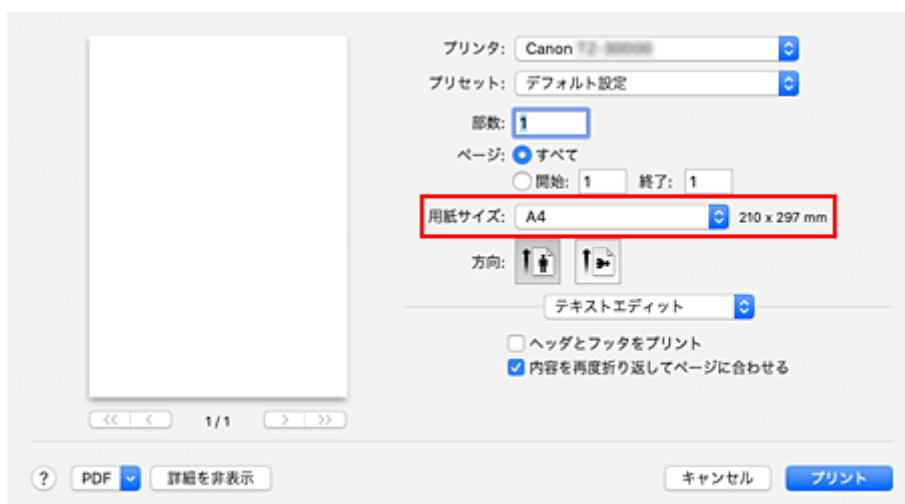 プリンタ: Canon
プリセット: デフォルト設定
部数: 1
ページ: すべて
開始: 1 終了: 1
用紙サイズ: A4 210 x 297 mm
方向:
テキストエディット
ヘッダとフッタをプリント
内容を再度折り返してページに合わせる
<< < 1/1 > >>
? PDF 詳細を非表示 キャンセル プリント